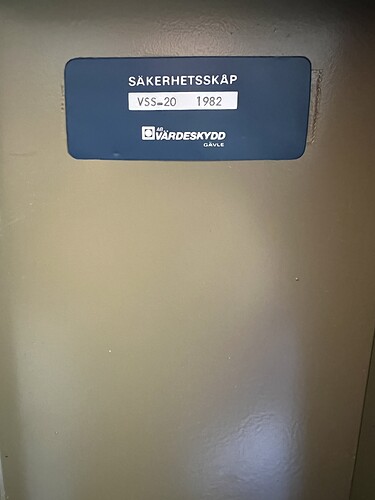 SÄKERHETSSKÅP
VSS-20 1982
AB VÄRDESKYDD
GÄVLE